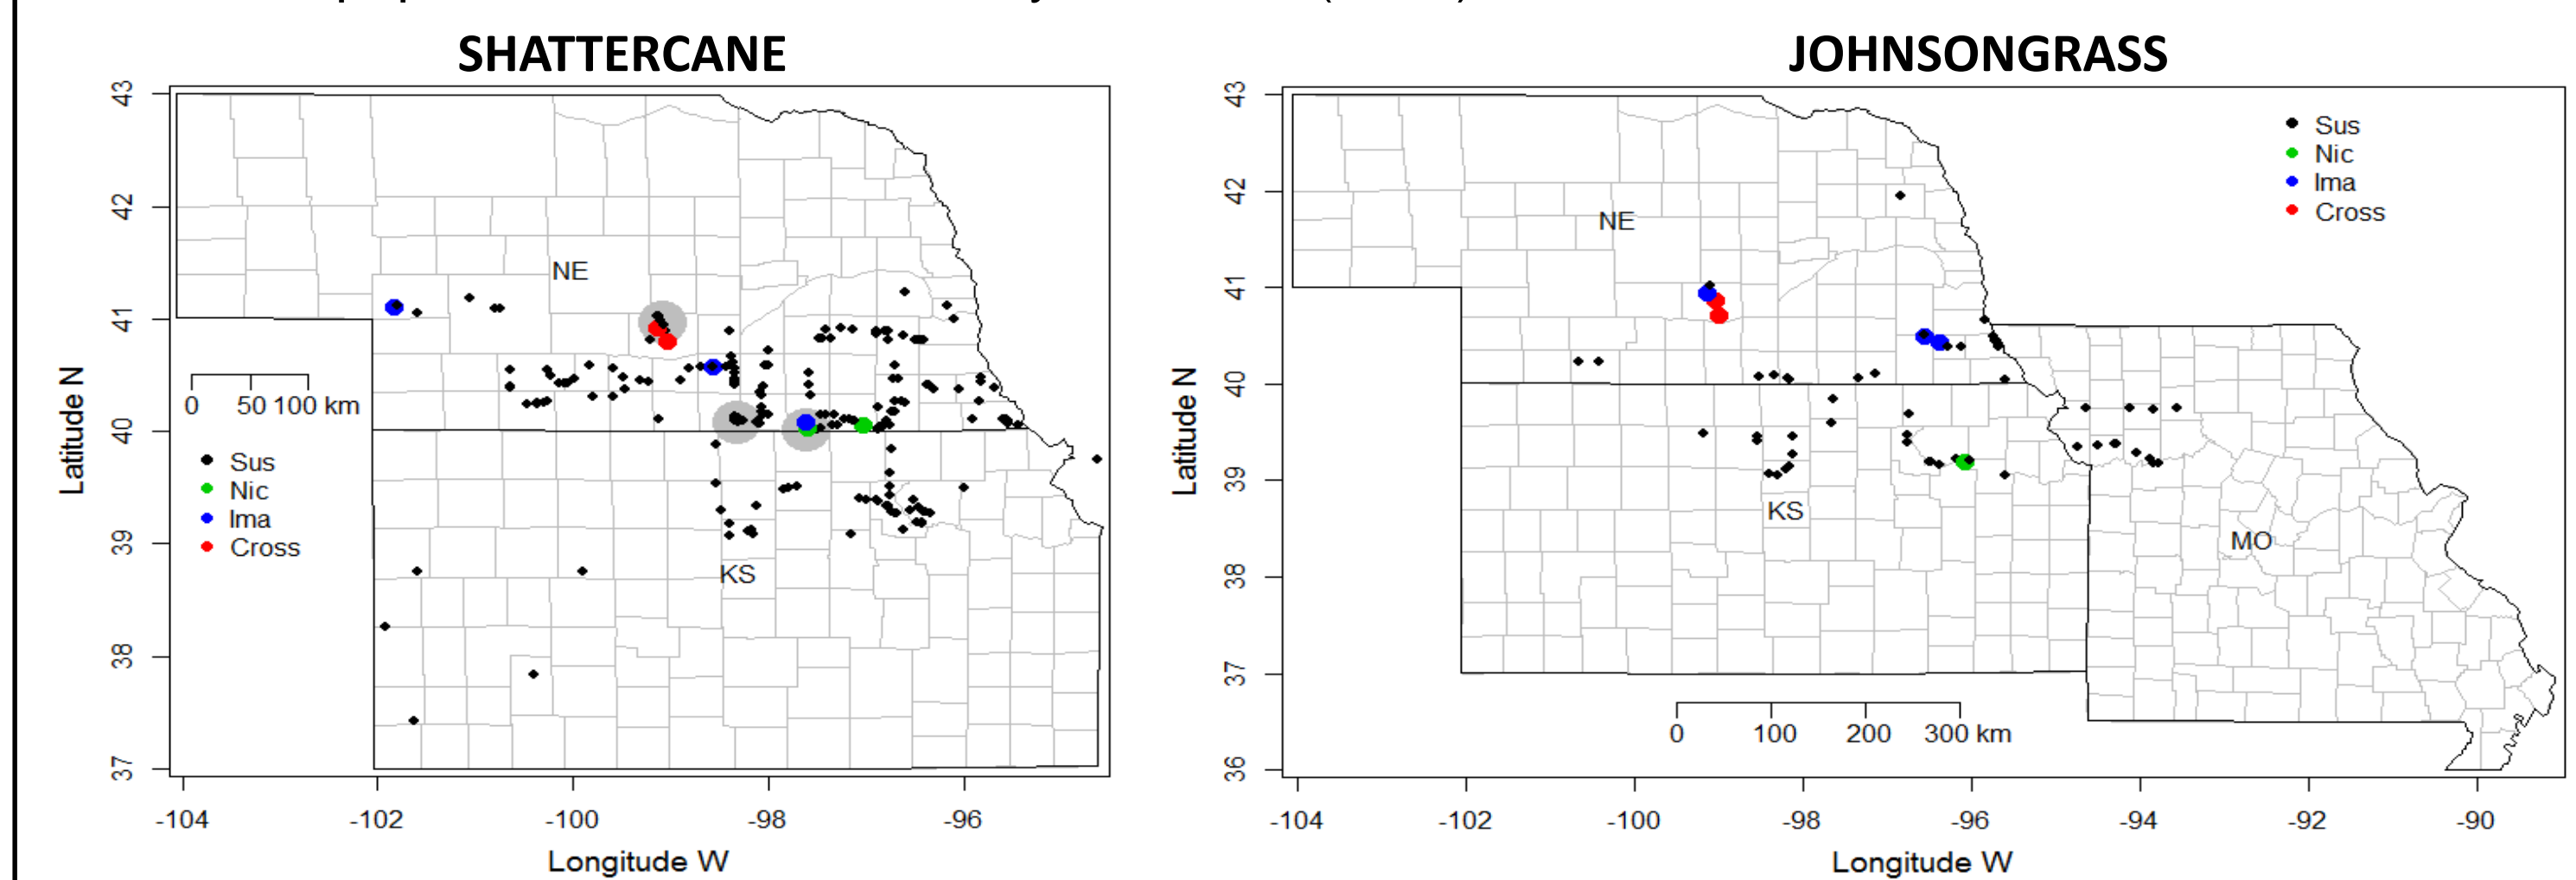 SHATTERCANE
43
42
41
40
39
38
37
Latitude N
NE
KS
0 50 100 km
Sus
Nic
Ima
Cross
-104 -102 -100 -98 -96
Longitude W
JOHNSONGRASS
43
42
41
40
39
38
37
36
Latitude N
Sus
Nic
Ima
Cross
NE
KS
MO
0 100 200 300 km
-104 -102 -100 -98 -96 -94 -92 -90
Longitude W